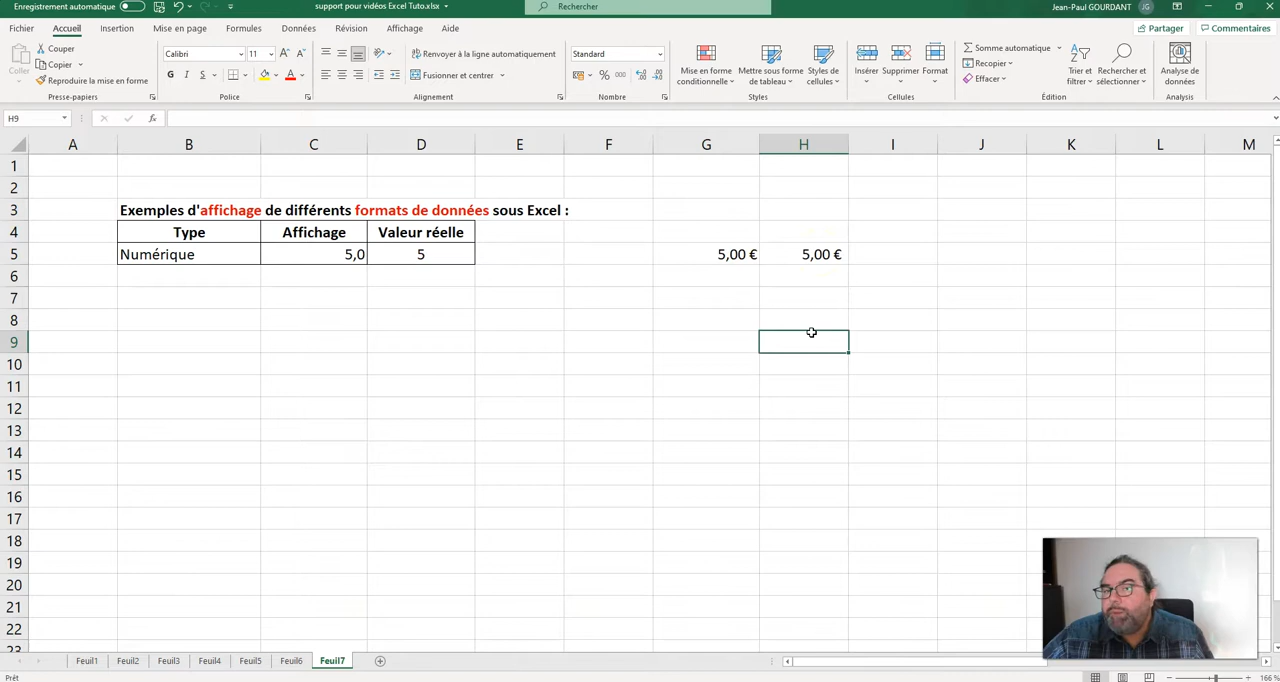 Enregistrement automatique
support pour vidéos Excel Tuto.xlsx
Rechercher
Jean-Paul GOURDANT
JG
Fichier Accueil Insertion Mise en page Formules Données Révision Affichage Aide
Partager
Commentaires
Coller
Couper
Copier
Reproduire la mise en forme
Presse-papiers
Calibri 11
G I S
Police
Renvoyer à la ligne automatiquement
Fusionner et centrer
Alignement
Standard
% 000
Nombre
Mise en forme conditionnelle
Mettre sous forme de tableau
Styles de cellules
Styles
Insérer
Supprimer
Format
Cellules
Somme automatique
Recopier
Effacer
Trier et filtrer
Rechercher et sélectionner
Édition
Analyse de données
Analysis
H9
fx
A B C D E F G H I J K L M
1
2
3 Exemples d'affichage de différents formats de données sous Excel :
4 Type Affichage Valeur réelle
5 Numérique 5,0 5 5,00 € 5,00 €
6
7
8
9
10
11
12
13
14
15
16
17
18
19
20
21
22
23
Feuil1 Feuil2 Feuil3 Feuil4 Feuil5 Feuil6 Feuil7
Prêt
166 %